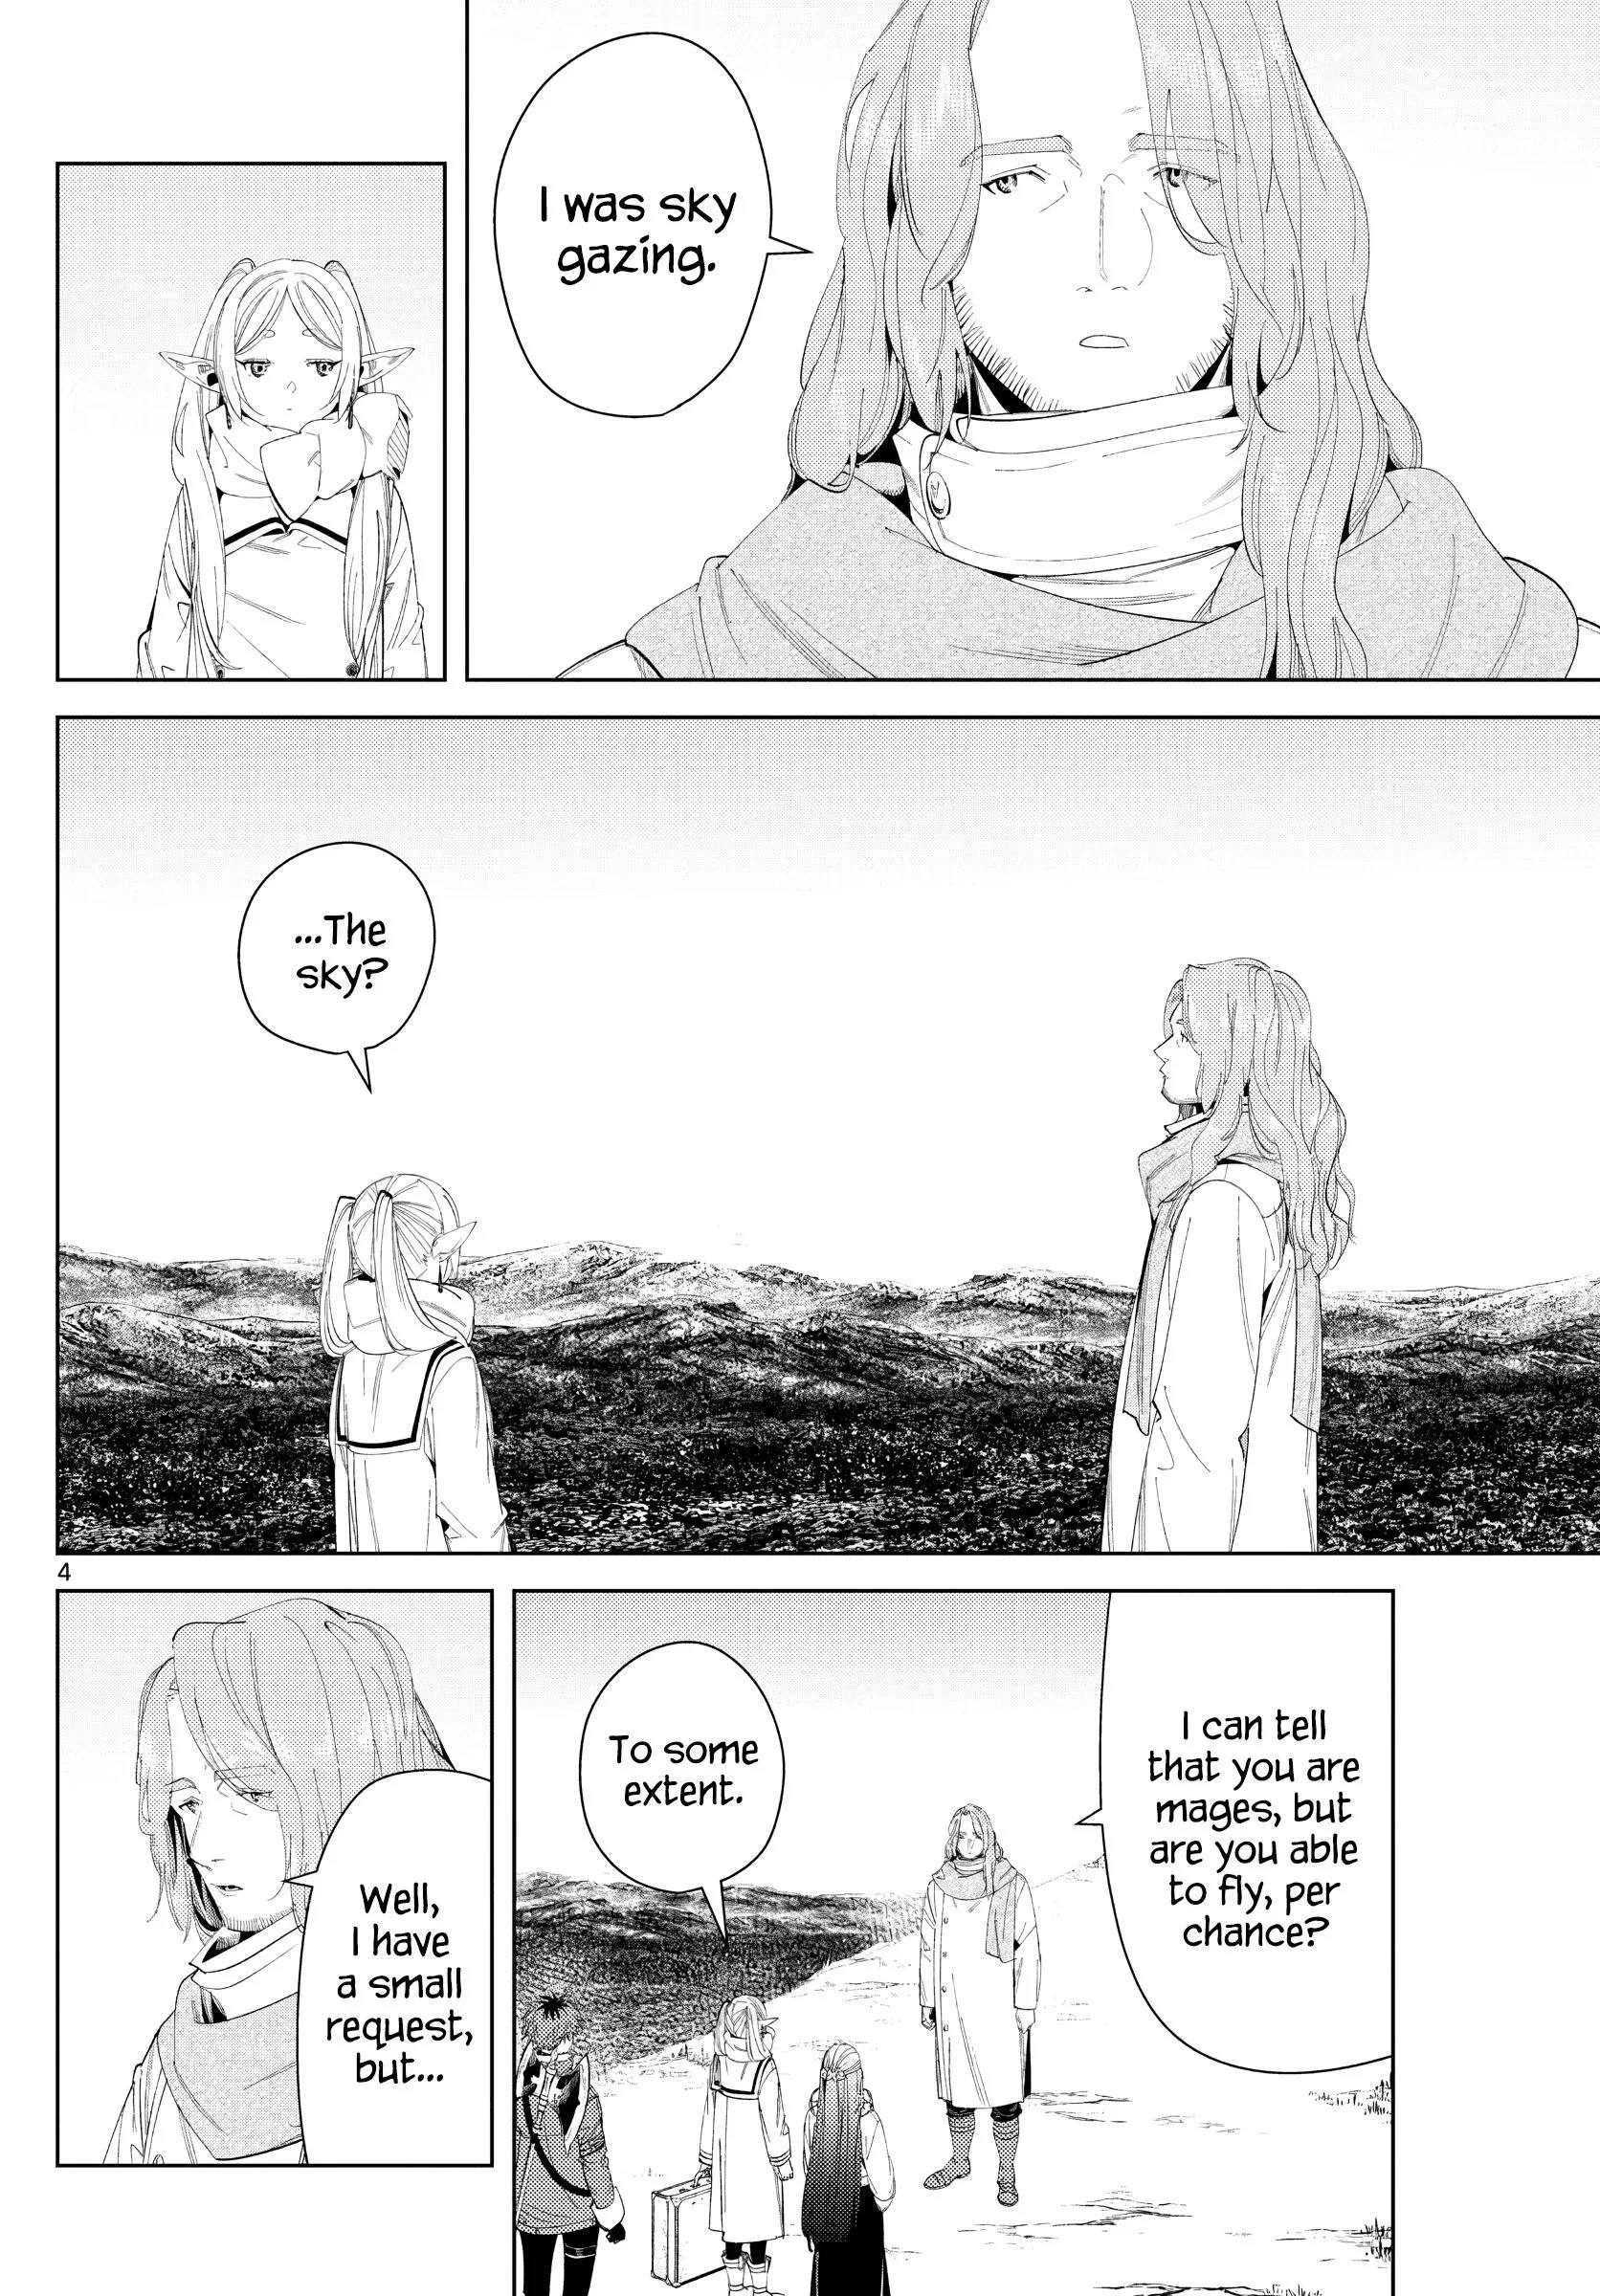 I was sky
gazing.
...The
sky?
I can tell
that you are
mages, but
are you able
to fly, per
chance?
To some
extent.
Well,
I have
a small
request,
but...
4